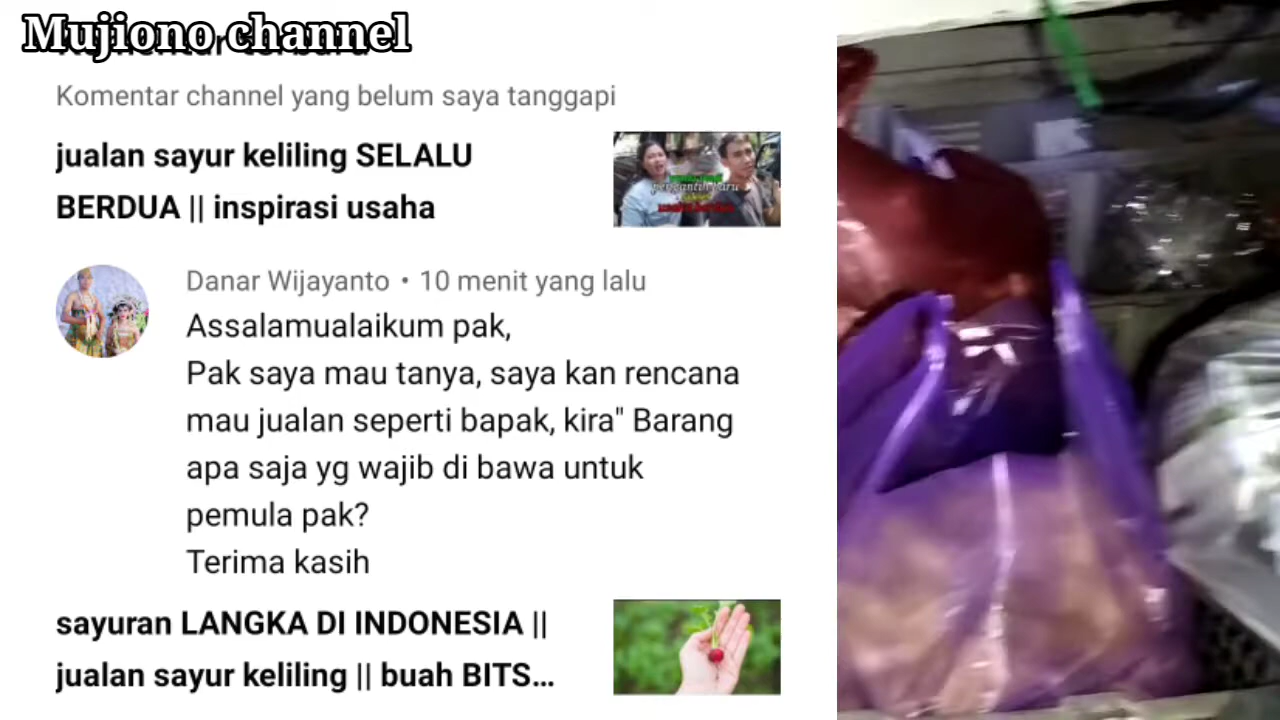 Mujiono channel
Komentar channel yang belum saya tanggapi
jualan sayur keliling SELALU
BERDUA || inspirasi usaha
Danar Wijayanto • 10 menit yang lalu
Assalamualaikum pak,
Pak saya mau tanya, saya kan rencana
mau jualan seperti bapak, kira" Barang
apa saja yg wajib di bawa untuk
pemula pak?
Terima kasih
sayuran LANGKA DI INDONESIA ||
jualan sayur keliling || buah BITS...